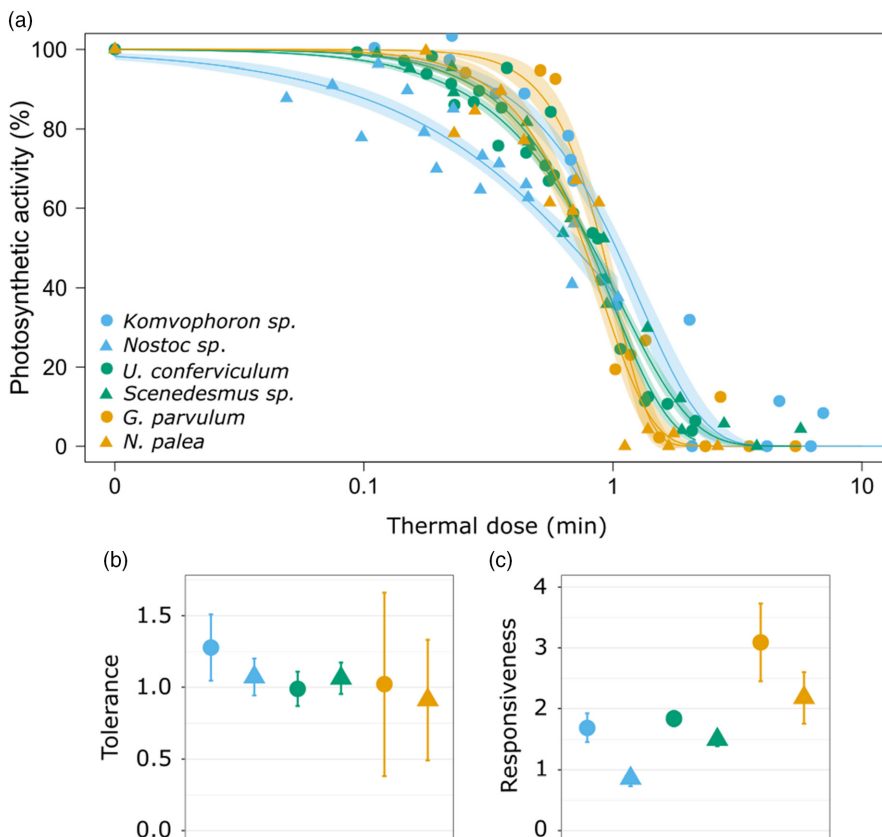 (a)
100
80
60
40
20
0
Photosynthetic activity (%)
Komvophoron sp.
Nostoc sp.
U. conferviculum
Scenedesmus sp.
G. parvulum
N. palea
0
0.1
1
10
Thermal dose (min)
(b)
1.5
1.0
0.5
0.0
Tolerance
(c)
4
3
2
1
0
Responsiveness